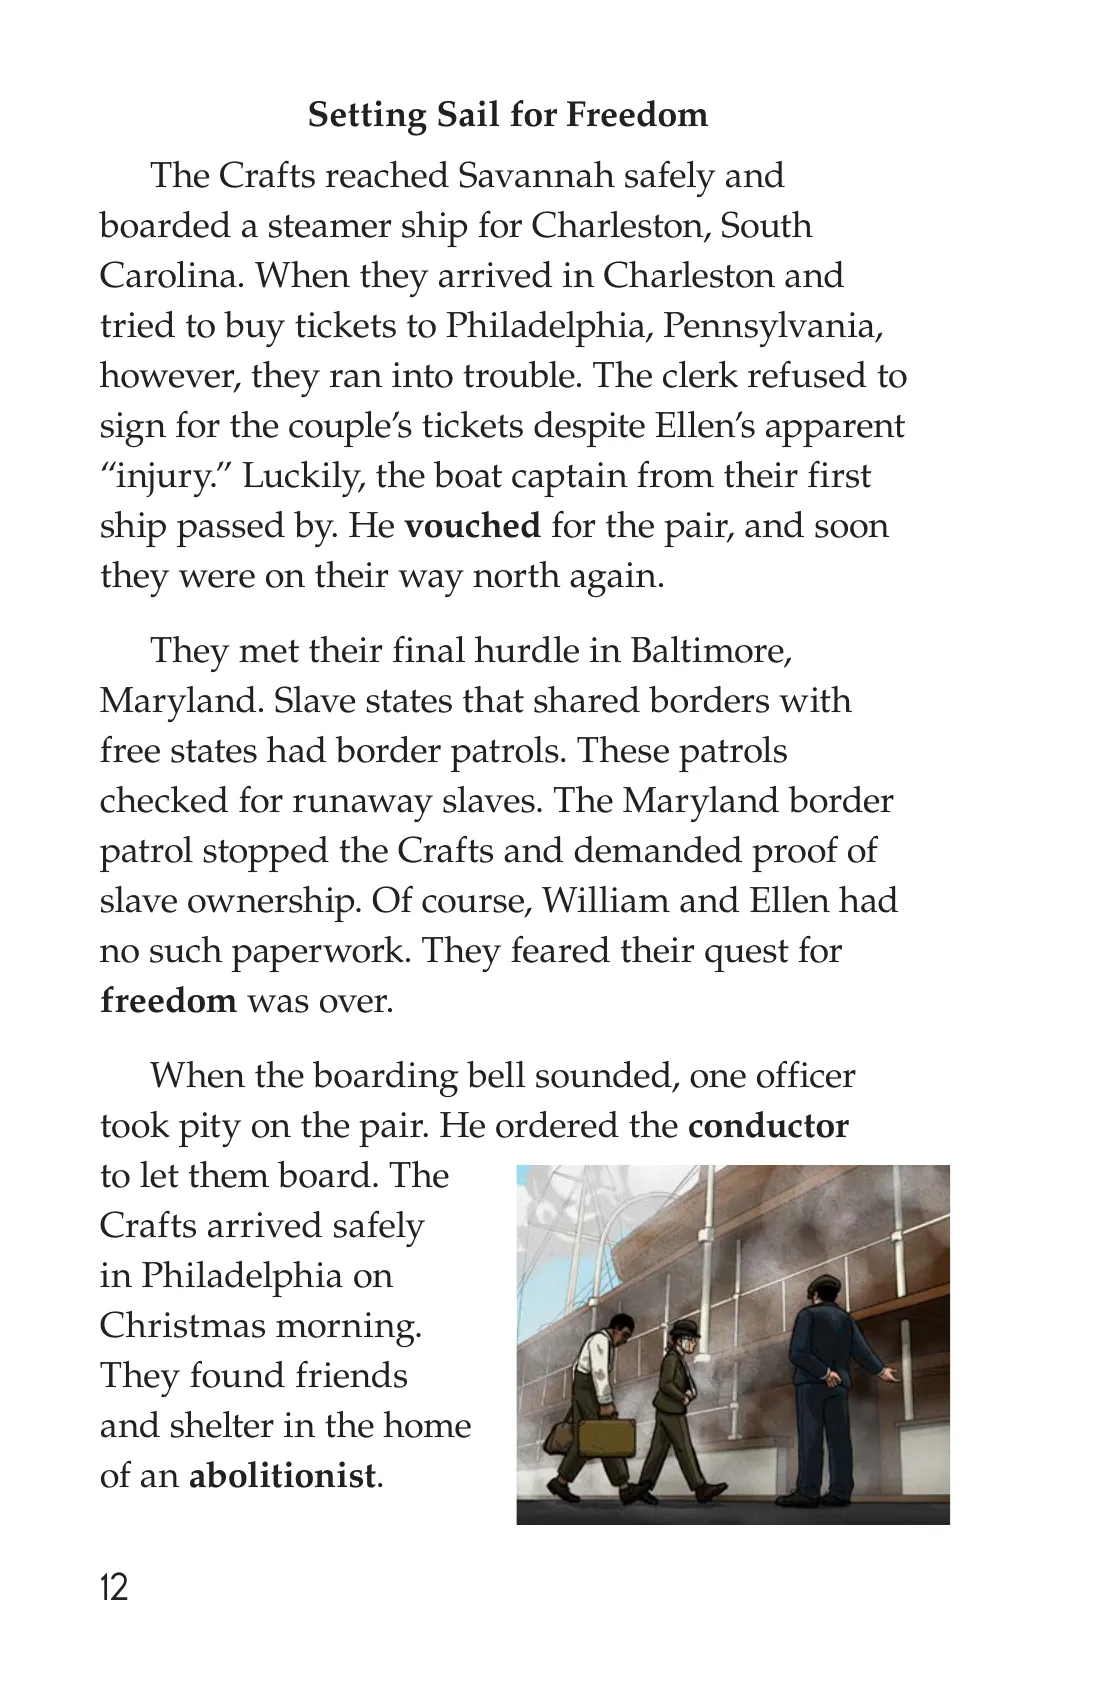 Setting Sail for Freedom
The Crafts reached Savannah safely and
boarded a steamer ship for Charleston, South
Carolina. When they arrived in Charleston and
tried to buy tickets to Philadelphia, Pennsylvania,
however, they ran into trouble. The clerk refused to
sign for the couple’s tickets despite Ellen’s apparent
“injury.” Luckily, the boat captain from their first
ship passed by. He vouched for the pair, and soon
they were on their way north again.
They met their final hurdle in Baltimore,
Maryland. Slave states that shared borders with
free states had border patrols. These patrols
checked for runaway slaves. The Maryland border
patrol stopped the Crafts and demanded proof of
slave ownership. Of course, William and Ellen had
no such paperwork. They feared their quest for
freedom was over.
When the boarding bell sounded, one officer
took pity on the pair. He ordered the conductor
to let them board. The
Crafts arrived safely
in Philadelphia on
Christmas morning.
They found friends
and shelter in the home
of an abolitionist.
12